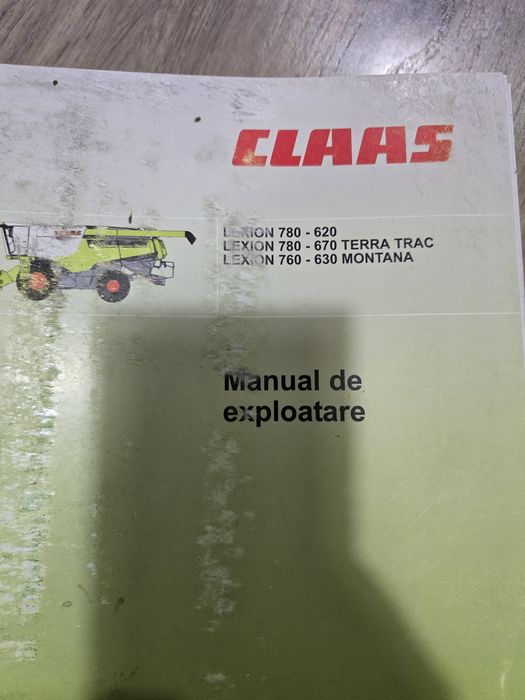 CLAAS
LEXION 780 - 620
LEXION 780 - 670 TERRA TRAC
LEXION 760 - 630 MONTANA
Manual de
exploatare